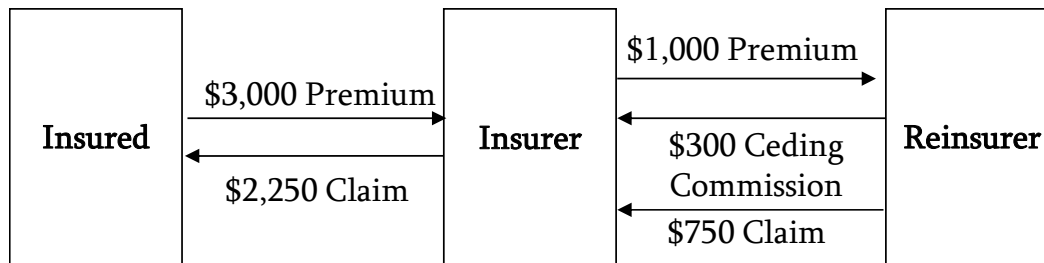 Insured
$3,000 Premium
$2,250 Claim
Insurer
$1,000 Premium
$300 Ceding
Commission
$750 Claim
Reinsurer